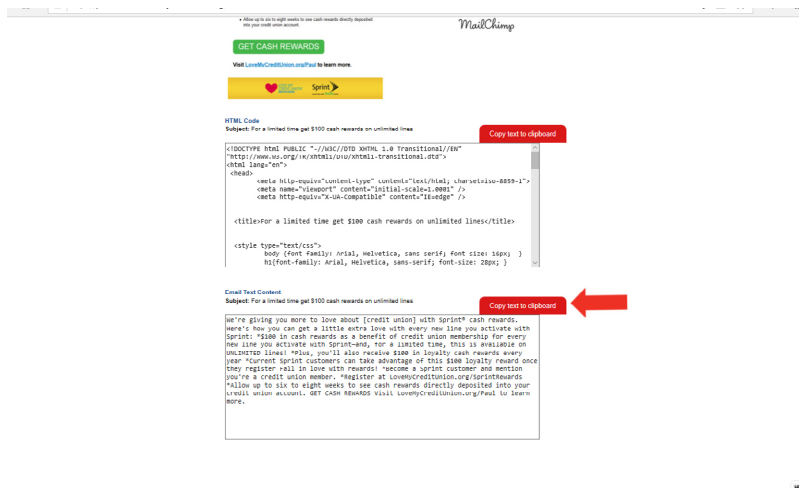 • Allow up to six to eight weeks to see cash rewards directly deposited
into your credit union account.
MailChimp
GET CASH REWARDS
Visit LoveMyCreditUnion.org/Paul to learn more.
LOVE MY
CREDIT UNION
REWARDS
Sprint
HTML Code
Subject: For a limited time get $100 cash rewards on unlimited lines
Copy text to clipboard
<!DOCTYPE html PUBLIC "-//W3C//DTD XHTML 1.0 Transitional//EN"
"http://www.w3.org/TR/xhtml1/DTD/xhtml1-transitional.dtd">
<html lang="en">
<head>
<meta http-equiv="content-type" content="text/html; charset=iso-8859-1">
<meta name="viewport" content="initial-scale=1.0001" />
<meta http-equiv="X-UA-Compatible" content="IE=edge" />
<title>For a limited time get $100 cash rewards on unlimited lines</title>
<style type="text/css">
body {font-family: Arial, Helvetica, sans-serif; font-size: 16px; }
h1{font-family: Arial, Helvetica, sans-serif; font-size: 28px; }
Email Text Content
Subject: For a limited time get $100 cash rewards on unlimited lines
Copy text to clipboard
We're giving you more to love about [credit union] with Sprint® cash rewards.
Here's how you can get a little extra love with every new line you activate with
Sprint: *$100 in cash rewards as a benefit of credit union membership for every
new line you activate with Sprint—and, for a limited time, this is available on
UNLIMITED lines! *Plus, you'll also receive $100 in loyalty cash rewards every
year *Current Sprint customers can take advantage of this $100 loyalty reward once
they register Fall in love with rewards! *Become a Sprint customer and mention
you're a credit union member. *Register at LoveMyCreditUnion.org/SprintRewards
*Allow up to six to eight weeks to see cash rewards directly deposited into your
credit union account. GET CASH REWARDS Visit LoveMyCreditUnion.org/Paul to learn
more.